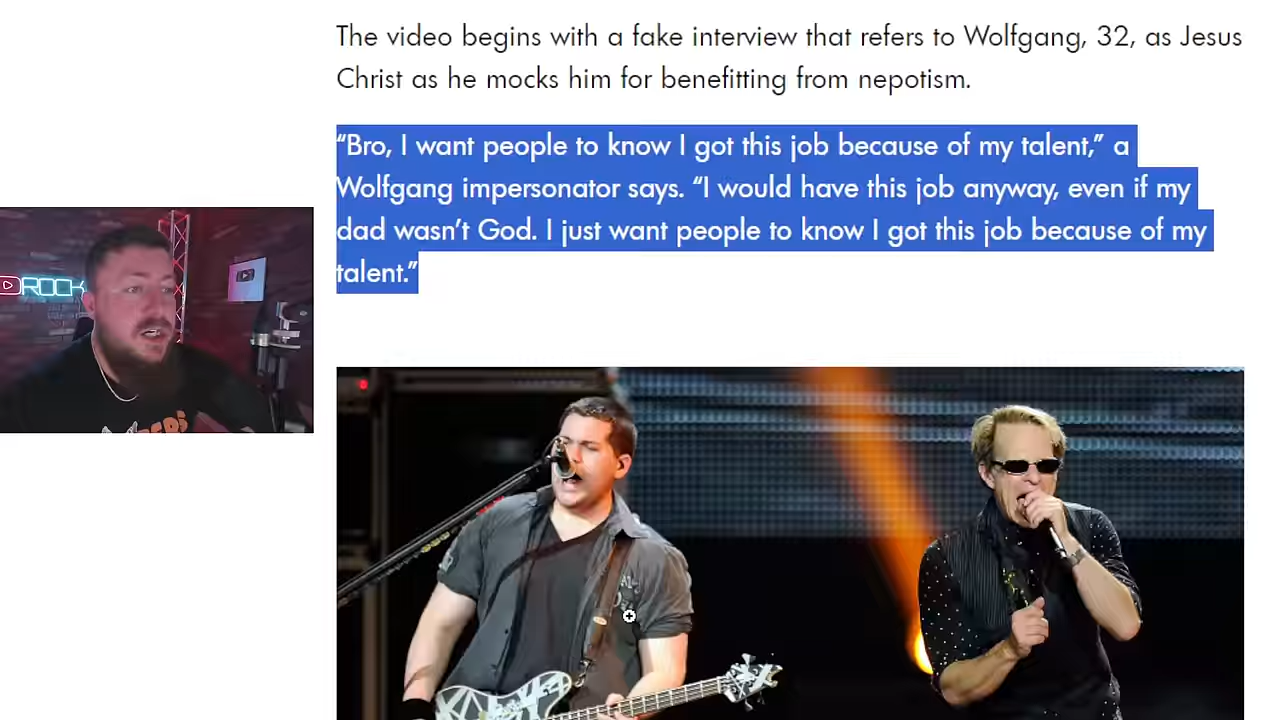 The video begins with a fake interview that refers to Wolfgang, 32, as Jesus
Christ as he mocks him for benefitting from nepotism.
“Bro, I want people to know I got this job because of my talent,” a
Wolfgang impersonator says. “I would have this job anyway, even if my
dad wasn’t God. I just want people to know I got this job because of my
talent.”
DROCK